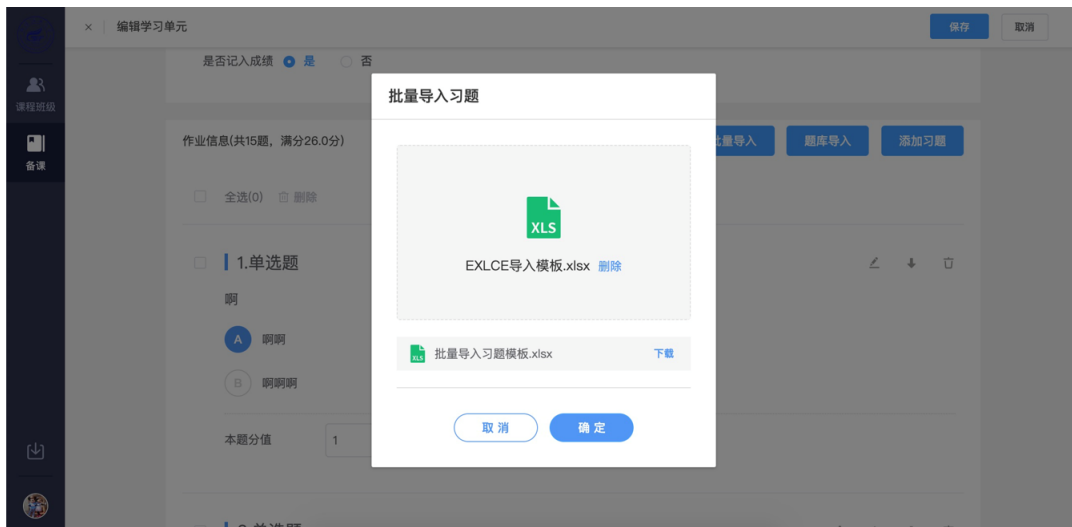 × 编辑学习单元 保存 取消
是否记入成绩 是 否
课程班级
备课
批量导入习题
作业信息(共15题，满分26.0分) 批量导入 题库导入 添加习题
全选(0) 删除
XLS
EXLCE导入模板.xlsx 删除
1.单选题
啊
A 啊啊
B 啊啊啊
XLS 批量导入习题模板.xlsx 下载
取消 确定
本题分值 1
2.单选题